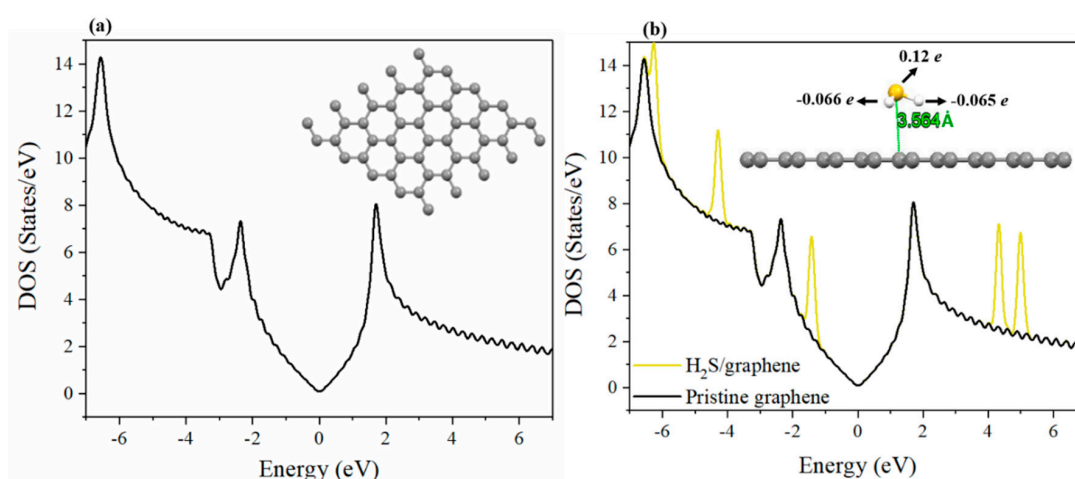 (a)
(b)
14
12
10
8
6
4
2
0
DOS (States/eV)
-6
-4
-2
0
2
4
6
Energy (eV)
14
12
10
8
6
4
2
0
DOS (States/eV)
0.12 e
-0.066 e
-0.065 e
3.564Å
H₂S/graphene
Pristine graphene
-6
-4
-2
0
2
4
6
Energy (eV)